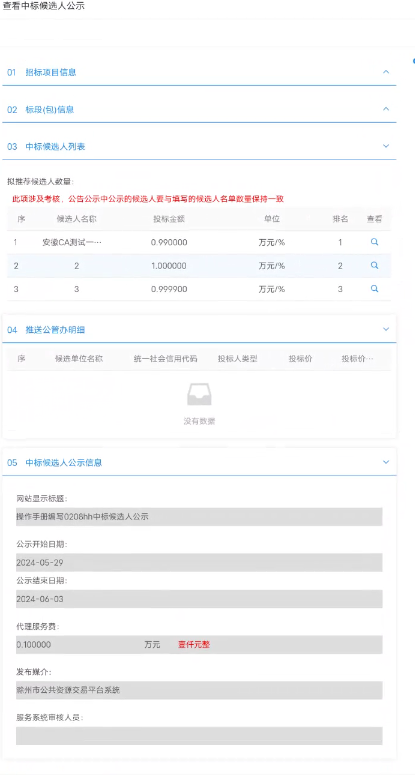 查看中标候选人公示
01 招标项目信息
02 标段(包)信息
03 中标候选人列表
拟推荐候选人数量:
此项涉及考核，公告公示中公示的候选人要与填写的候选人名单数量保持一致
序 候选人名称 投标金额 单位 排名 查看
1 安徽CA测试一… 0.990000 万元/% 1
2 2 1.000000 万元/% 2
3 3 0.999900 万元/% 3
04 推送公管办明细
序 候选单位名称 统一社会信用代码 投标人类型 投标价 投标价…
没有数据
05 中标候选人公示信息
网站显示标题:
操作手册编写0208hh中标候选人公示
公示开始日期:
2024-05-29
公示结束日期:
2024-06-03
代理服务费:
0.100000 万元 壹仟元整
发布媒介:
滁州市公共资源交易平台系统
服务系统审核人员: